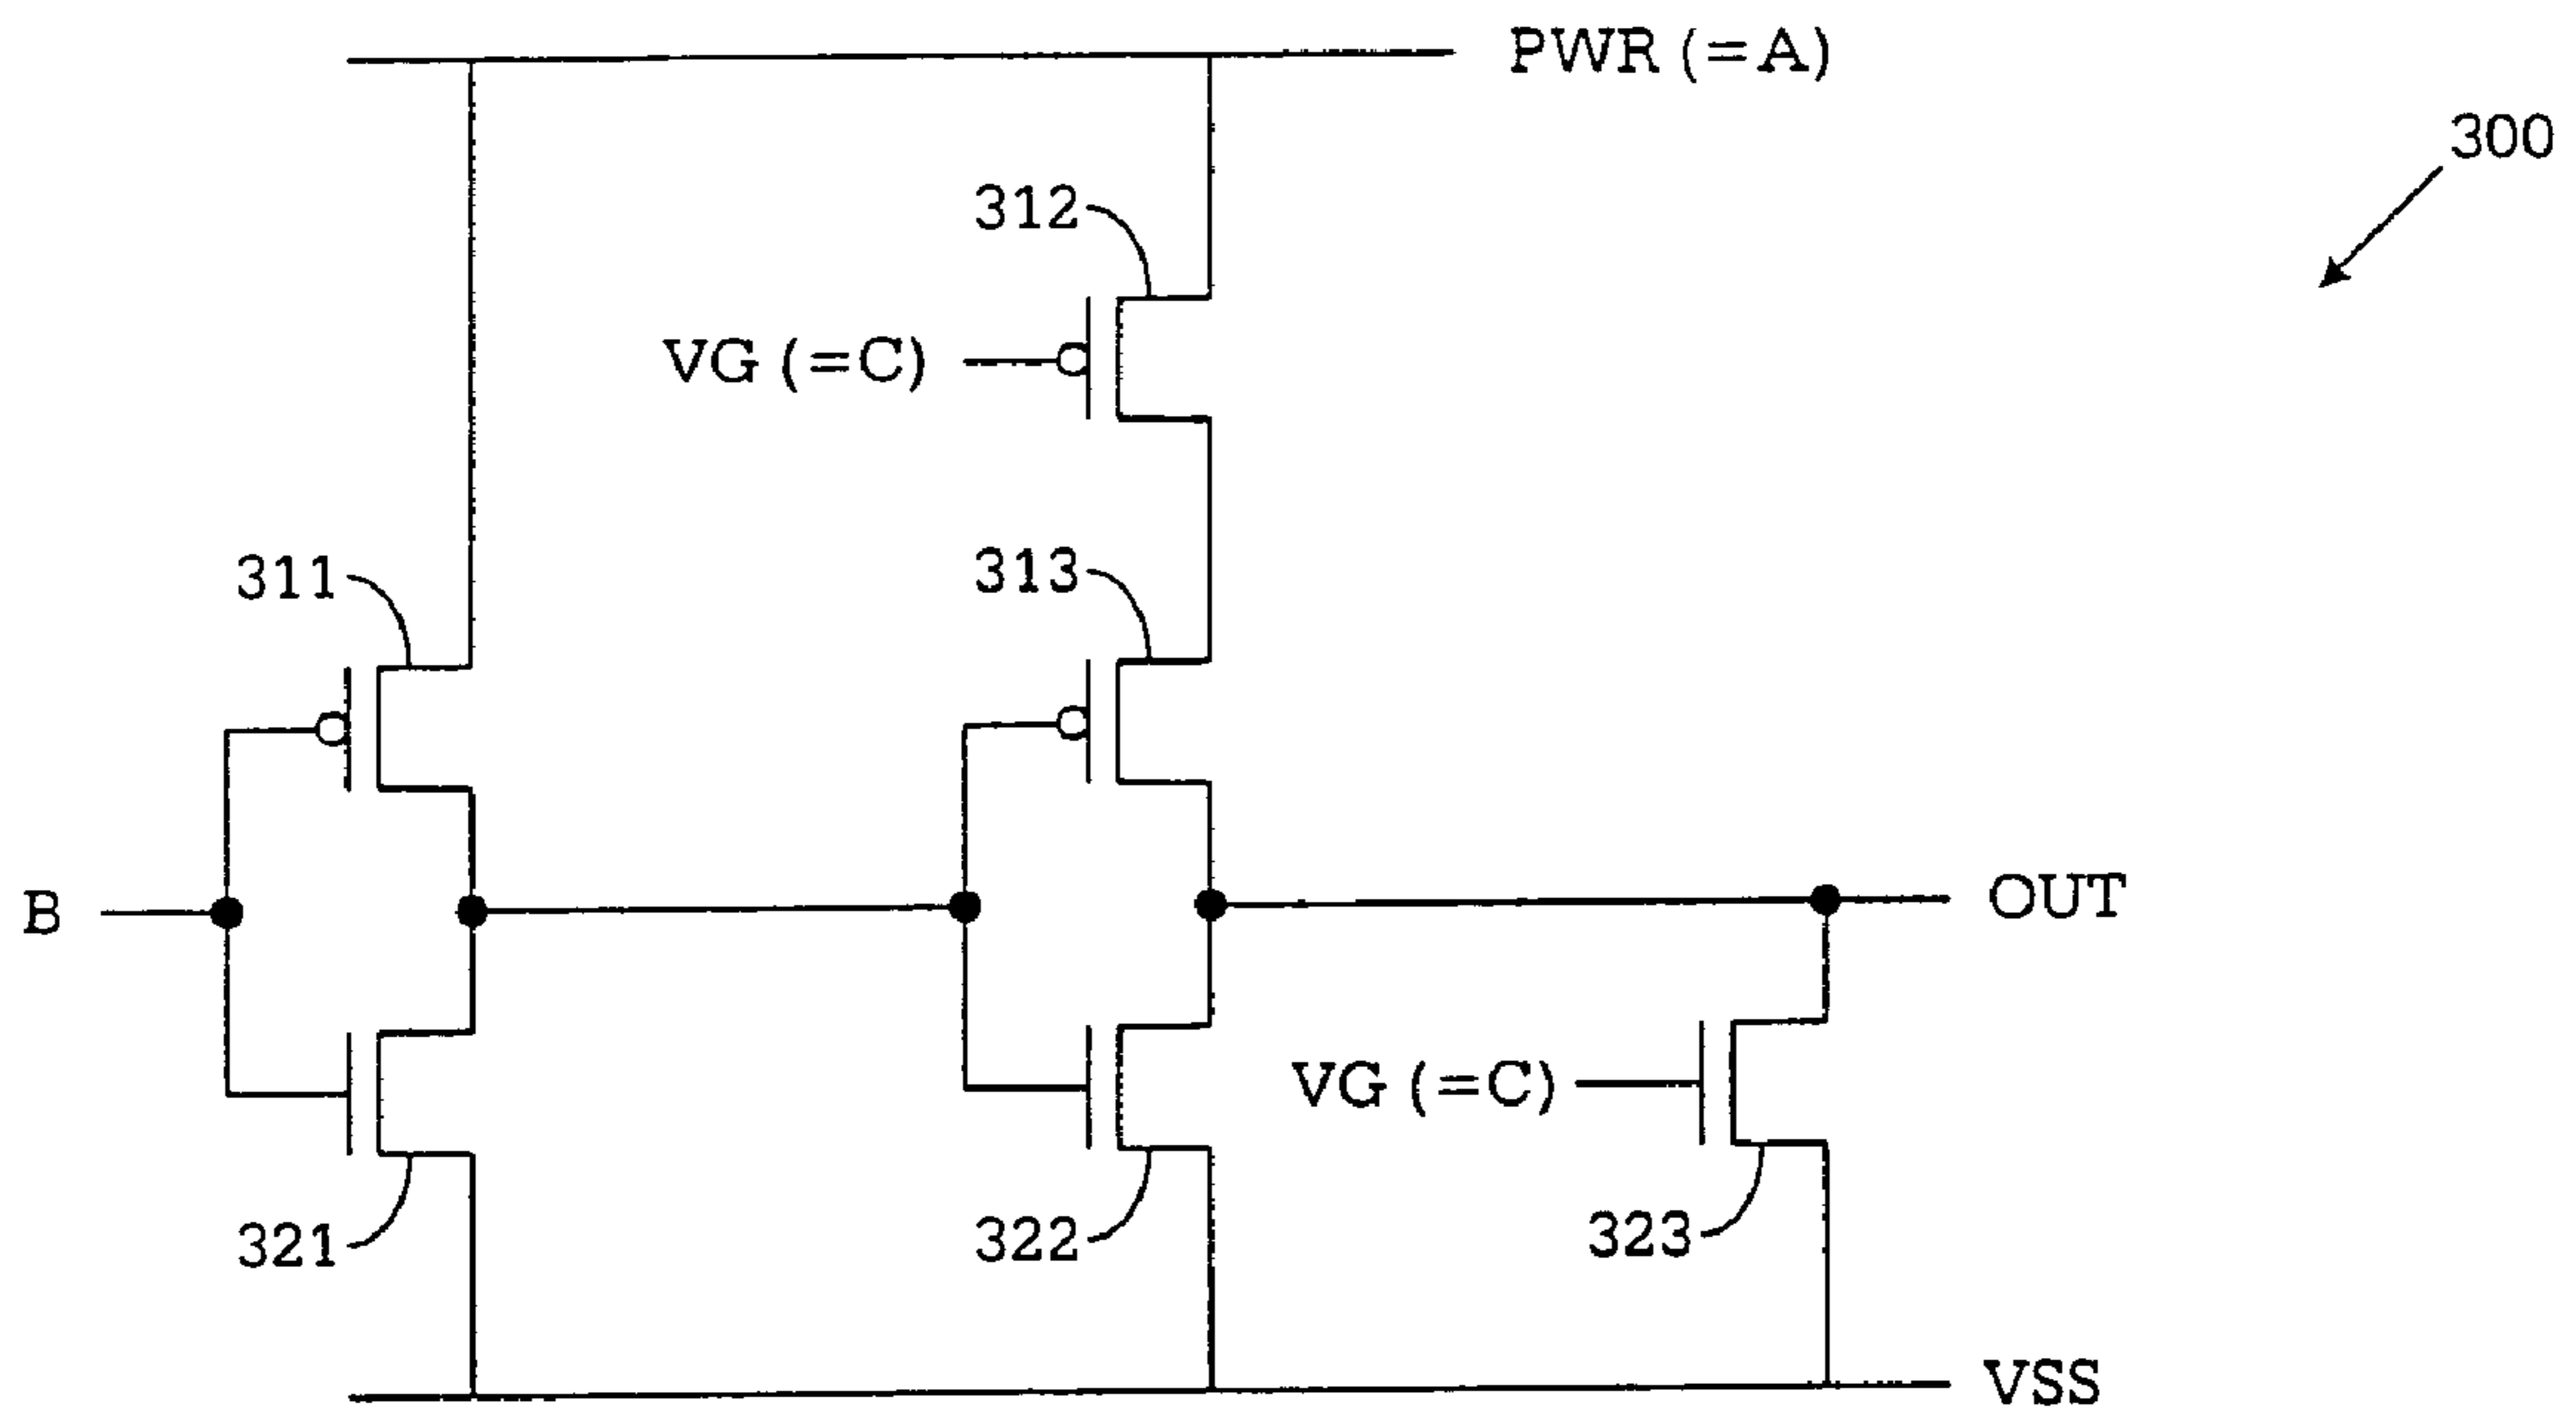 PWR (=A)
300
312
VG (=C)
311
313
B
OUT
VG (=C)
321
322
323
VSS